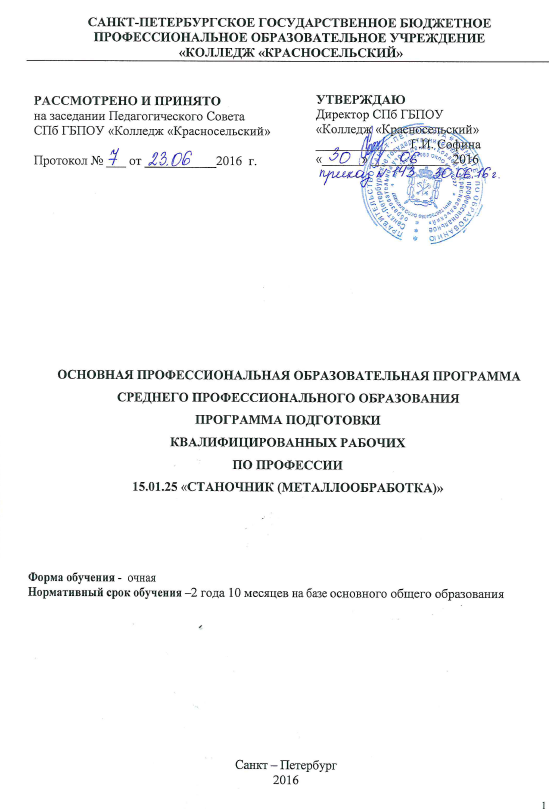 САНКТ-ПЕТЕРБУРГСКОЕ ГОСУДАРСТВЕННОЕ БЮДЖЕТНОЕ
ПРОФЕССИОНАЛЬНОЕ ОБРАЗОВАТЕЛЬНОЕ УЧРЕЖДЕНИЕ
«КОЛЛЕДЖ «КРАСНОСЕЛЬСКИЙ»
РАССМОТРЕНО И ПРИНЯТО
на заседании Педагогического Совета
СПб ГБПОУ «Колледж «Красносельский»
Протокол № 7 от 23.06 2016 г.
УТВЕРЖДАЮ
Директор СПб ГБПОУ
«Колледж «Красносельский»
Г.И. Софина
« 30 » 06 2016
приказ № 143 30.06.16г.
ОСНОВНАЯ ПРОФЕССИОНАЛЬНАЯ ОБРАЗОВАТЕЛЬНАЯ ПРОГРАММА
СРЕДНЕГО ПРОФЕССИОНАЛЬНОГО ОБРАЗОВАНИЯ
ПРОГРАММА ПОДГОТОВКИ
КВАЛИФИЦИРОВАННЫХ РАБОЧИХ
ПО ПРОФЕССИИ
15.01.25 «СТАНОЧНИК (МЕТАЛЛООБРАБОТКА)»
Форма обучения - очная
Нормативный срок обучения –2 года 10 месяцев на базе основного общего образования
Санкт – Петербург
2016
1